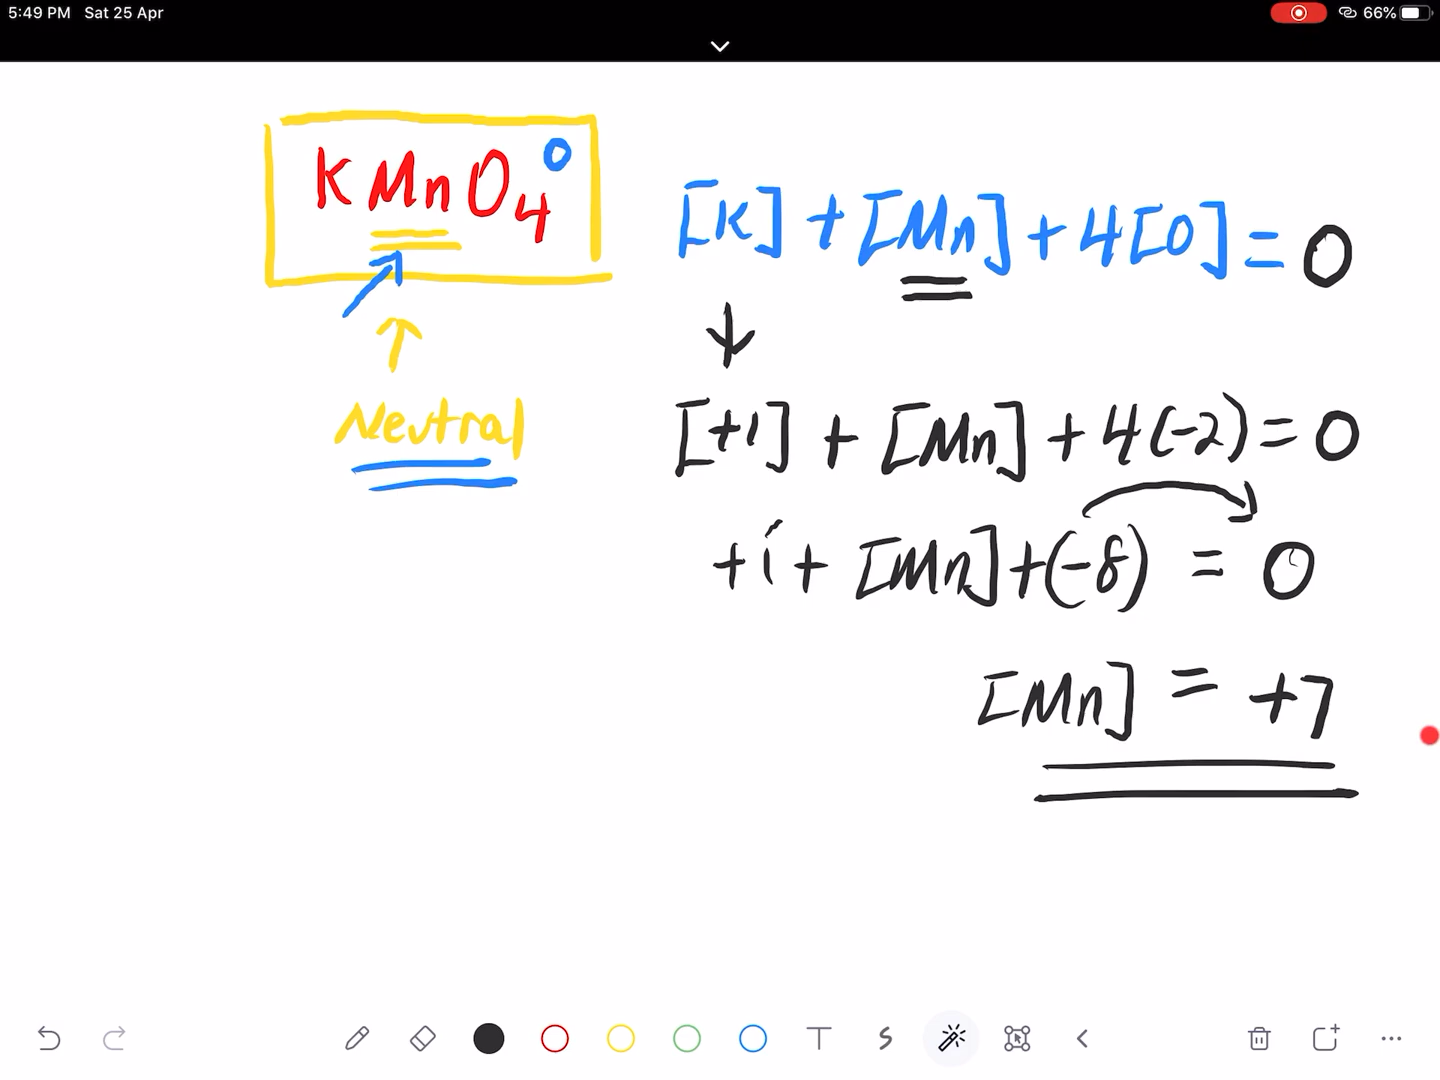 5:49 PM Sat 25 Apr
66%
KMnO₄⁰
Neutral
[K] + [Mn] + 4[O] = 0
[+1] + [Mn] + 4(-2) = 0
+1 + [Mn] + (-8) = 0
[Mn] = +7
T